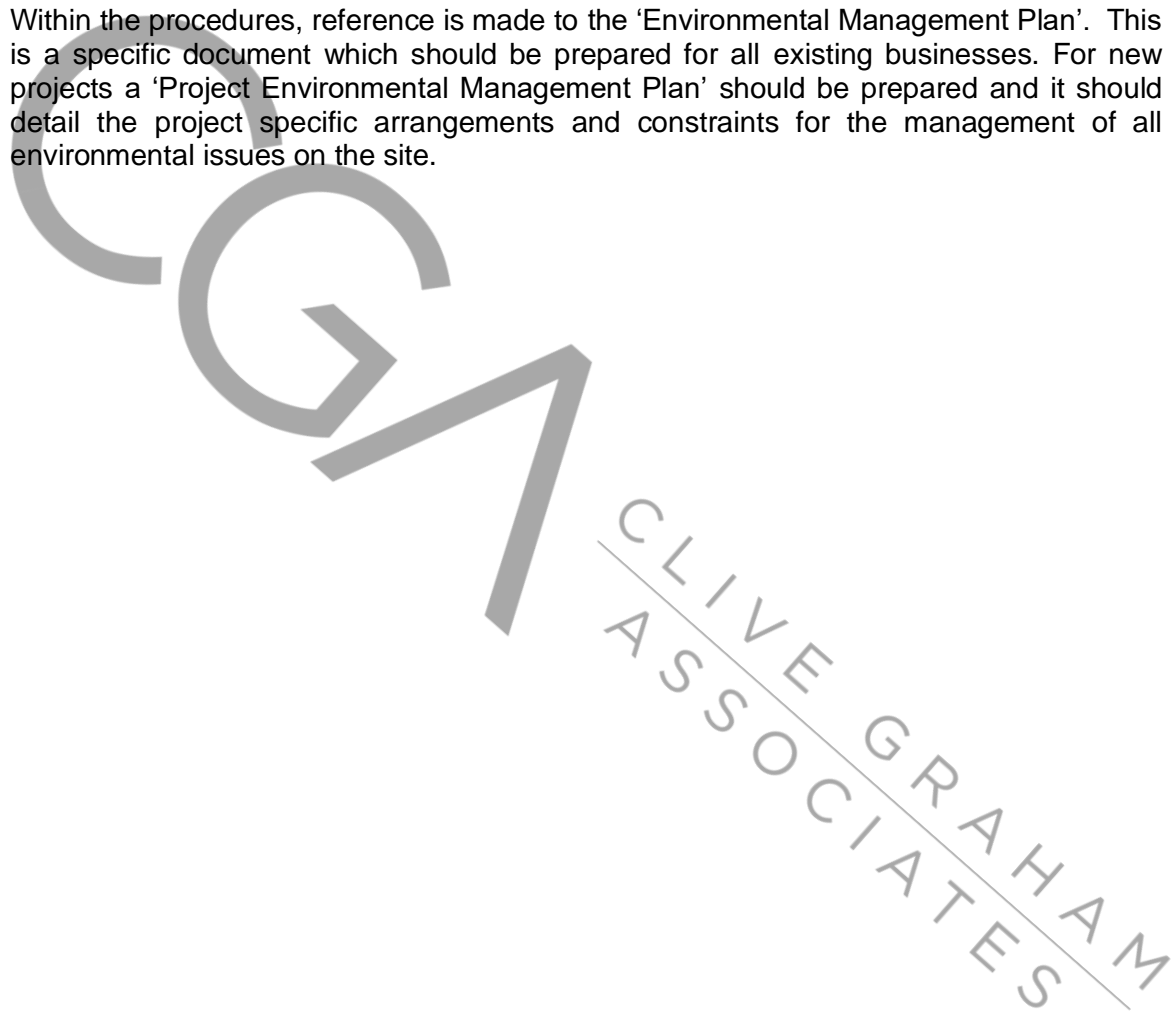 Within the procedures, reference is made to the ‘Environmental Management Plan’.  This
is a specific document which should be prepared for all existing businesses. For new
projects a ‘Project Environmental Management Plan’ should be prepared and it should
detail the project specific arrangements and constraints for the management of all
environmental issues on the site.
CGA
CLIVE GRAHAM
ASSOCIATES